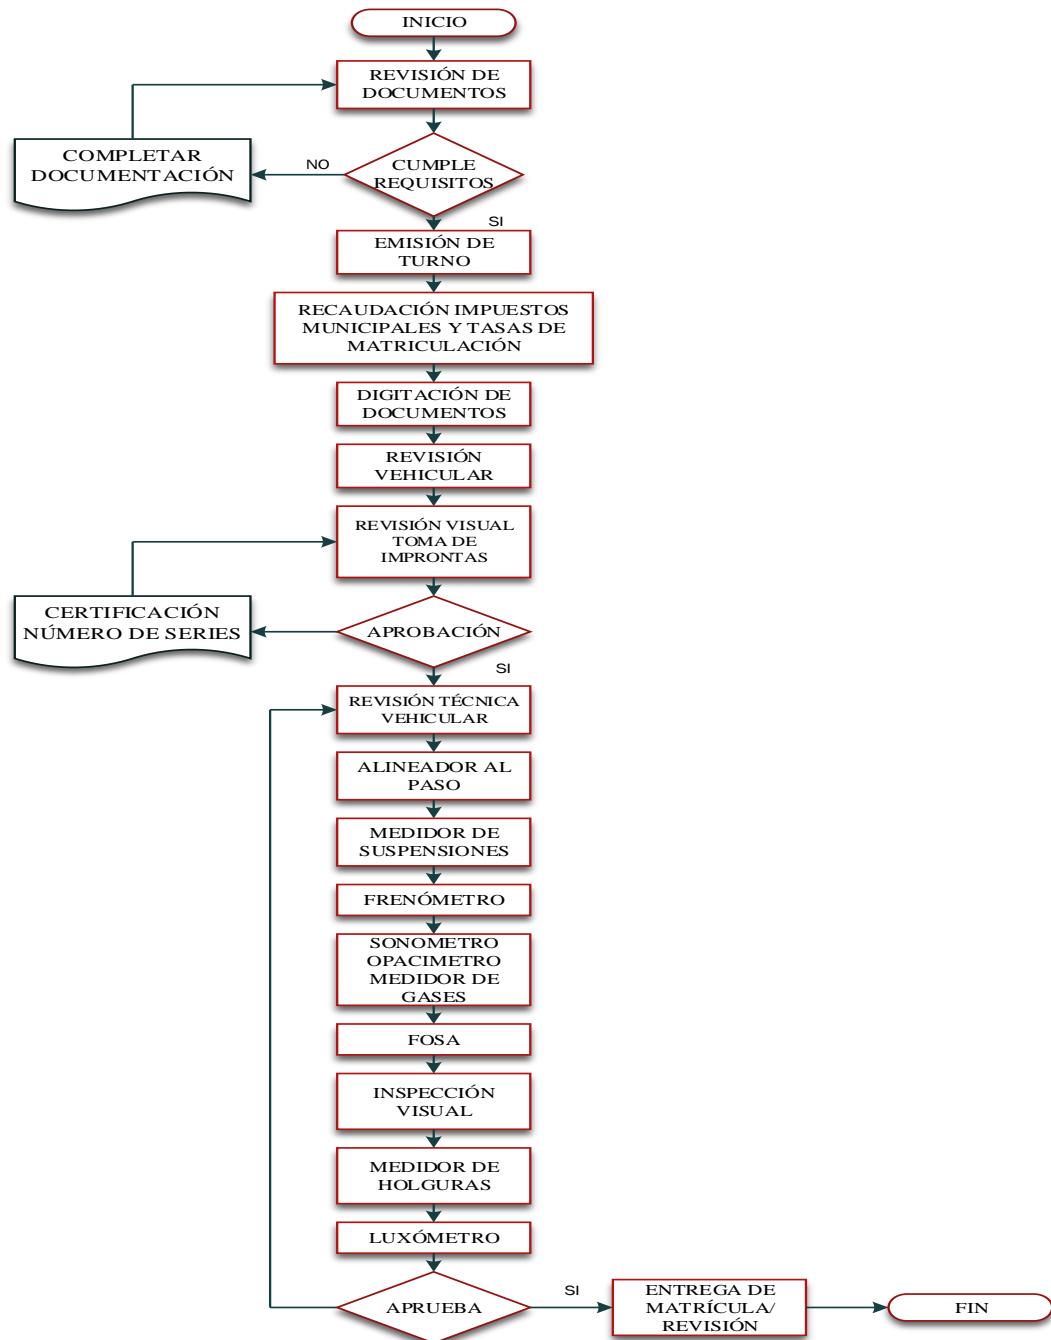 INICIO
REVISIÓN DE
DOCUMENTOS
COMPLETAR
DOCUMENTACIÓN
NO
CUMPLE
REQUISITOS
SI
EMISIÓN DE
TURNO
RECAUDACIÓN IMPUESTOS
MUNICIPALES Y TASAS DE
MATRICULACIÓN
DIGITACIÓN DE
DOCUMENTOS
REVISIÓN
VEHICULAR
REVISIÓN VISUAL
TOMA DE
IMPRONTAS
CERTIFICACIÓN
NÚMERO DE SERIES
APROBACIÓN
SI
REVISIÓN TÉCNICA
VEHICULAR
ALINEADOR AL
PASO
MEDIDOR DE
SUSPENSIONES
FRENÓMETRO
SONOMETRO
OPACIMETRO
MEDIDOR DE
GASES
FOSA
INSPECCIÓN
VISUAL
MEDIDOR DE
HOLGURAS
LUXÓMETRO
APRUEBA
SI
ENTREGA DE
MATRÍCULA/
REVISIÓN
FIN